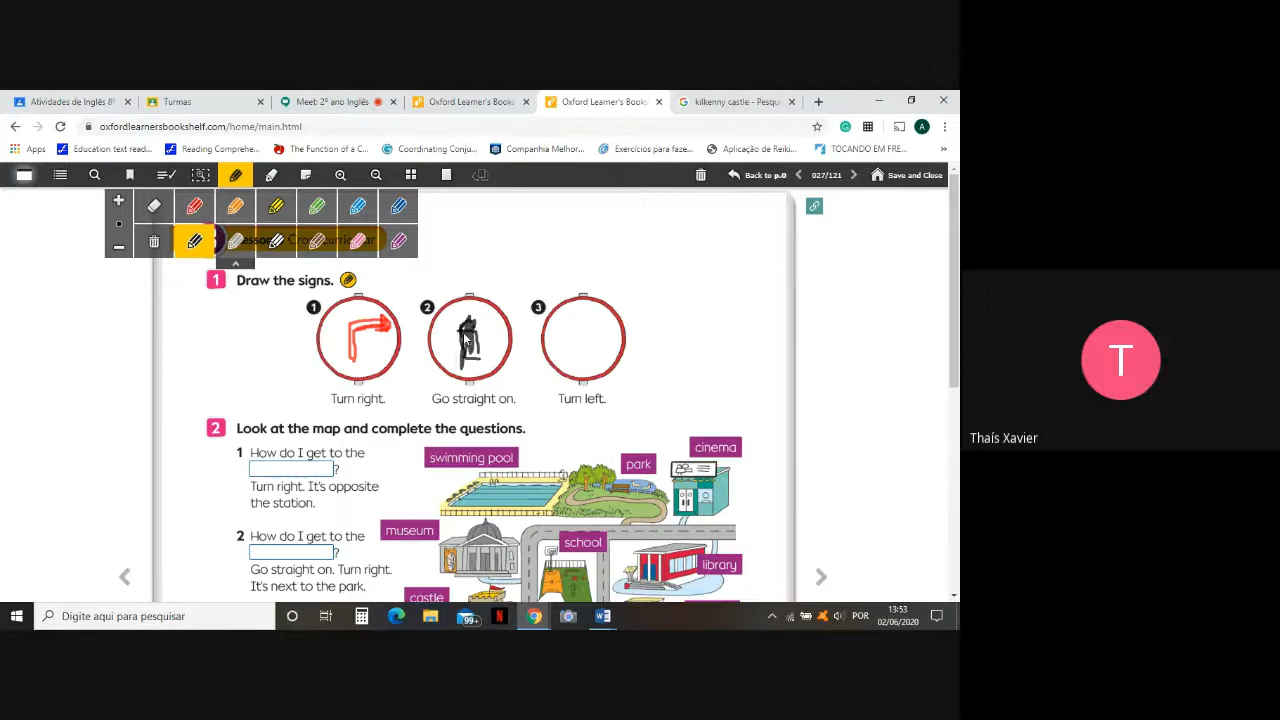 Atividades de Inglês 8º
Turmas
Meet: 2º ano Inglês
Oxford Learner's Books
Oxford Learner's Books
kilkenny castle - Pesqu
oxfordlearnersbookshelf.com/home/main.html
A
Apps
Education text read...
Reading Comprehe...
The Function of a C...
Coordinating Conju...
Companhia Melhor...
Exercícios para faze...
Aplicação de Reiki...
TOCANDO EM FRE...
Back to p.0
027/121
Save and Close
Lesson
Cross-curricular
1 Draw the signs.
1
2
3
Turn right.
Go straight on.
Turn left.
2 Look at the map and complete the questions.
1 How do I get to the
?
Turn right. It's opposite
the station.
2 How do I get to the
?
Go straight on. Turn right.
It's next to the park.
swimming pool
park
cinema
museum
school
library
castle
T
Thaís Xavier
Digite aqui para pesquisar
99+
N
POR
13:53
02/06/2020